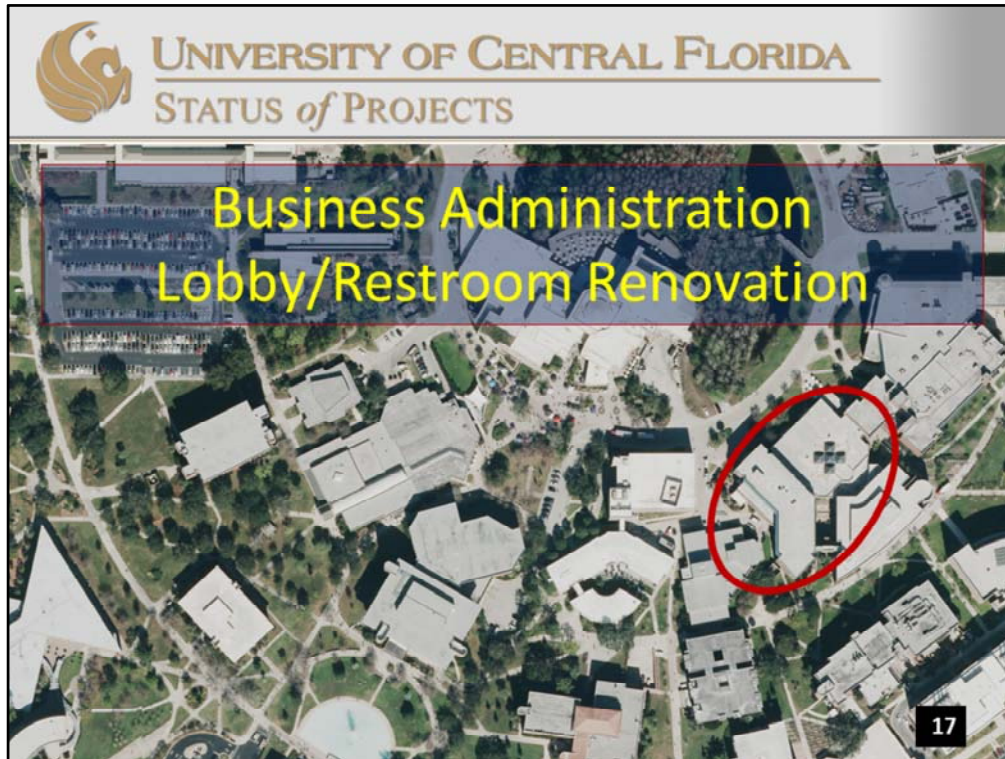 UNIVERSITY OF CENTRAL FLORIDA
STATUS of PROJECTS
Business Administration
Lobby/Restroom Renovation
17